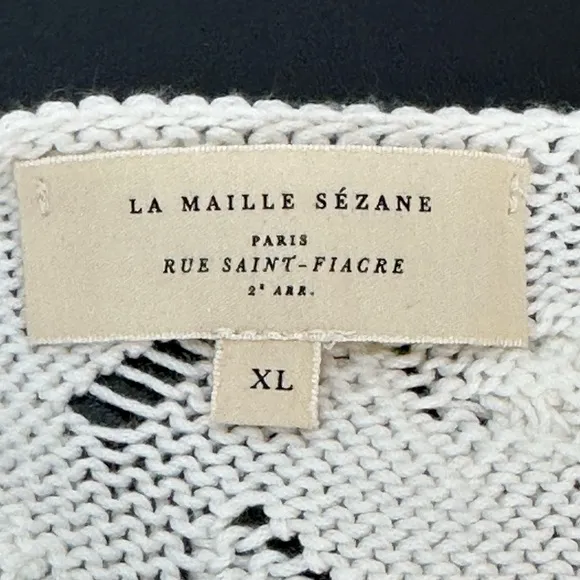 LA MAILLE SÉZANE
PARIS
RUE SAINT-FIACRE
2ᴱ ARR.
XL